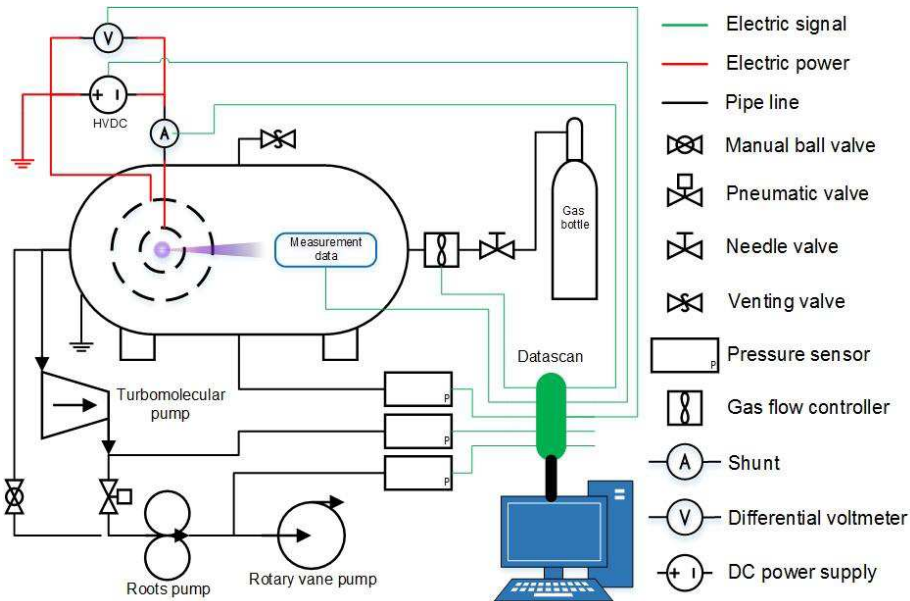 V
HVDC
A
Measurement
data
Gas
bottle
Turbomolecular
pump
P
P
P
Datascan
Roots pump
Rotary vane pump
Electric signal
Electric power
Pipe line
Manual ball valve
Pneumatic valve
Needle valve
Venting valve
P
Pressure sensor
Gas flow controller
A
Shunt
V
Differential voltmeter
DC power supply